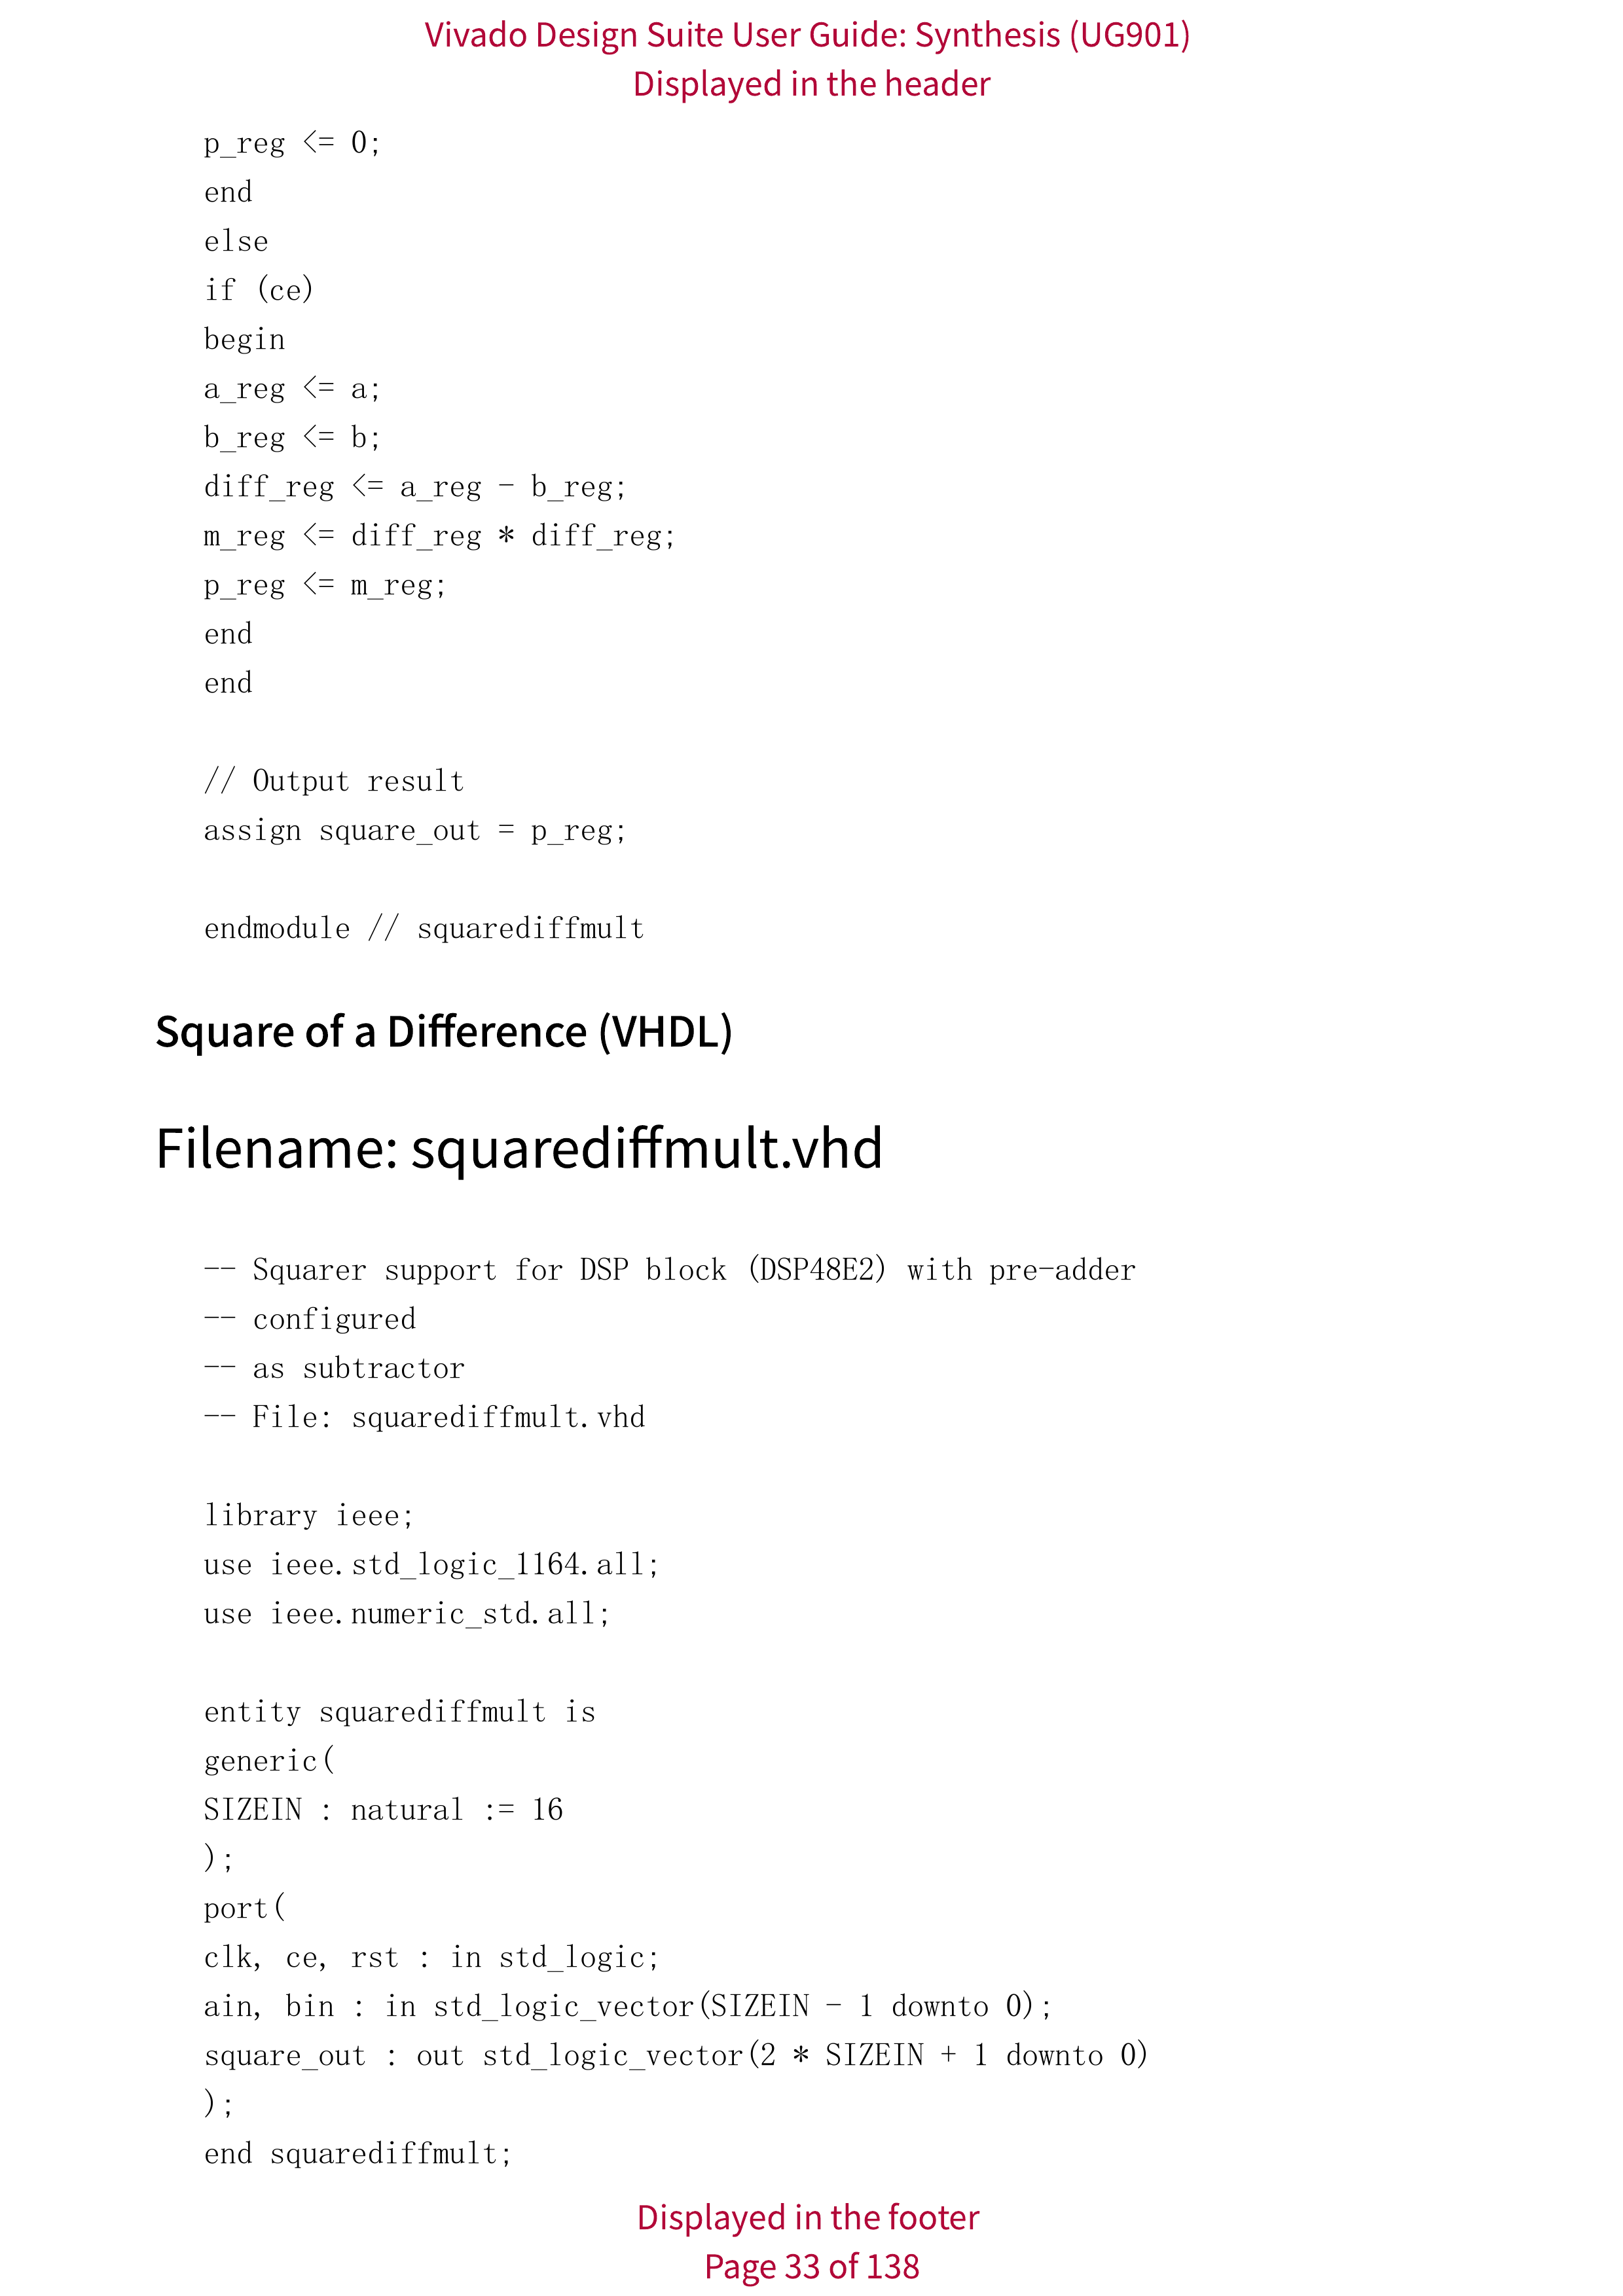 Vivado Design Suite User Guide: Synthesis (UG901)
Displayed in the header
p_reg <= 0;
end
else
if (ce)
begin
a_reg <= a;
b_reg <= b;
diff_reg <= a_reg - b_reg;
m_reg <= diff_reg * diff_reg;
p_reg <= m_reg;
end
end
// Output result
assign square_out = p_reg;
endmodule // squarediffmult
Square of a Difference (VHDL)
Filename: squarediffmult.vhd
-- Squarer support for DSP block (DSP48E2) with pre-adder
-- configured
-- as subtractor
-- File: squarediffmult.vhd
library ieee;
use ieee.std_logic_1164.all;
use ieee.numeric_std.all;
entity squarediffmult is
generic(
SIZEIN : natural := 16
);
port(
clk, ce, rst : in std_logic;
ain, bin : in std_logic_vector(SIZEIN - 1 downto 0);
square_out : out std_logic_vector(2 * SIZEIN + 1 downto 0)
);
end squarediffmult;
Displayed in the footer
Page 33 of 138